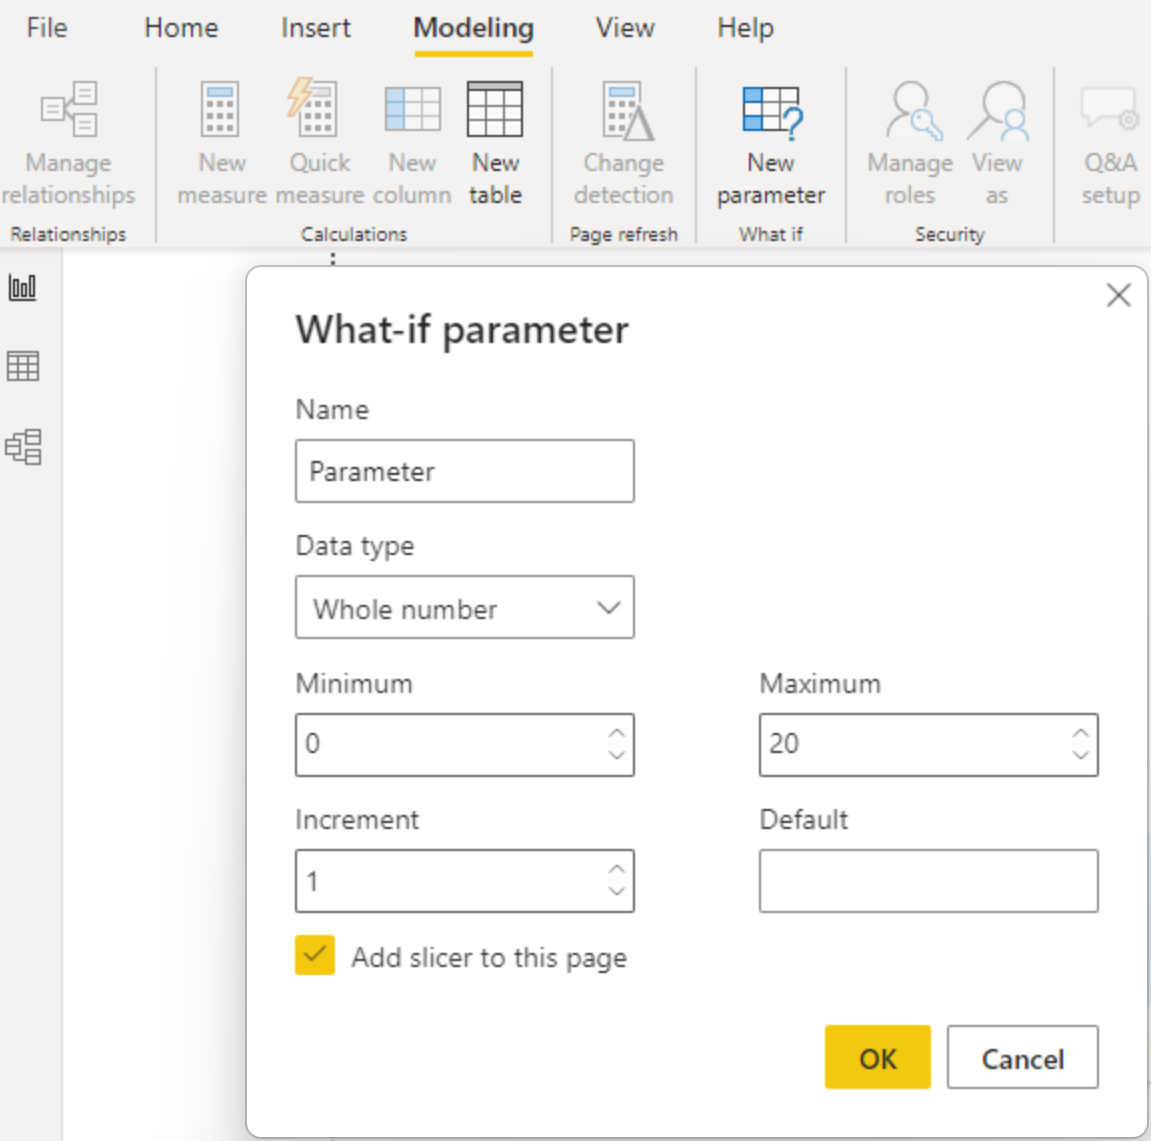 File Home Insert Modeling View Help
Manage relationships
New measure
Quick measure
New column
New table
Change detection
New parameter
Manage roles
View as
Q&A setup
Relationships
Calculations
Page refresh
What if
Security
What-if parameter
Name
Parameter
Data type
Whole number
Minimum Maximum
0 20
Increment Default
1
Add slicer to this page
OK Cancel